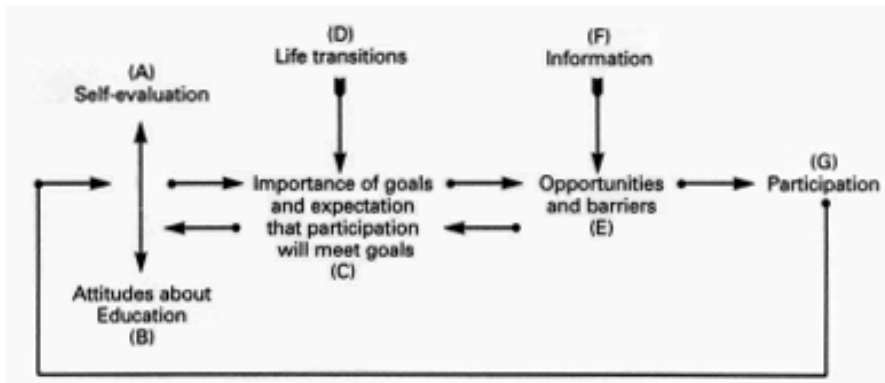 (D)
Life transitions
(F)
Information
(A)
Self-evaluation
(G)
Participation
Importance of goals
and expectation
that participation
will meet goals
(C)
Opportunities
and barriers
(E)
Attitudes about
Education
(B)